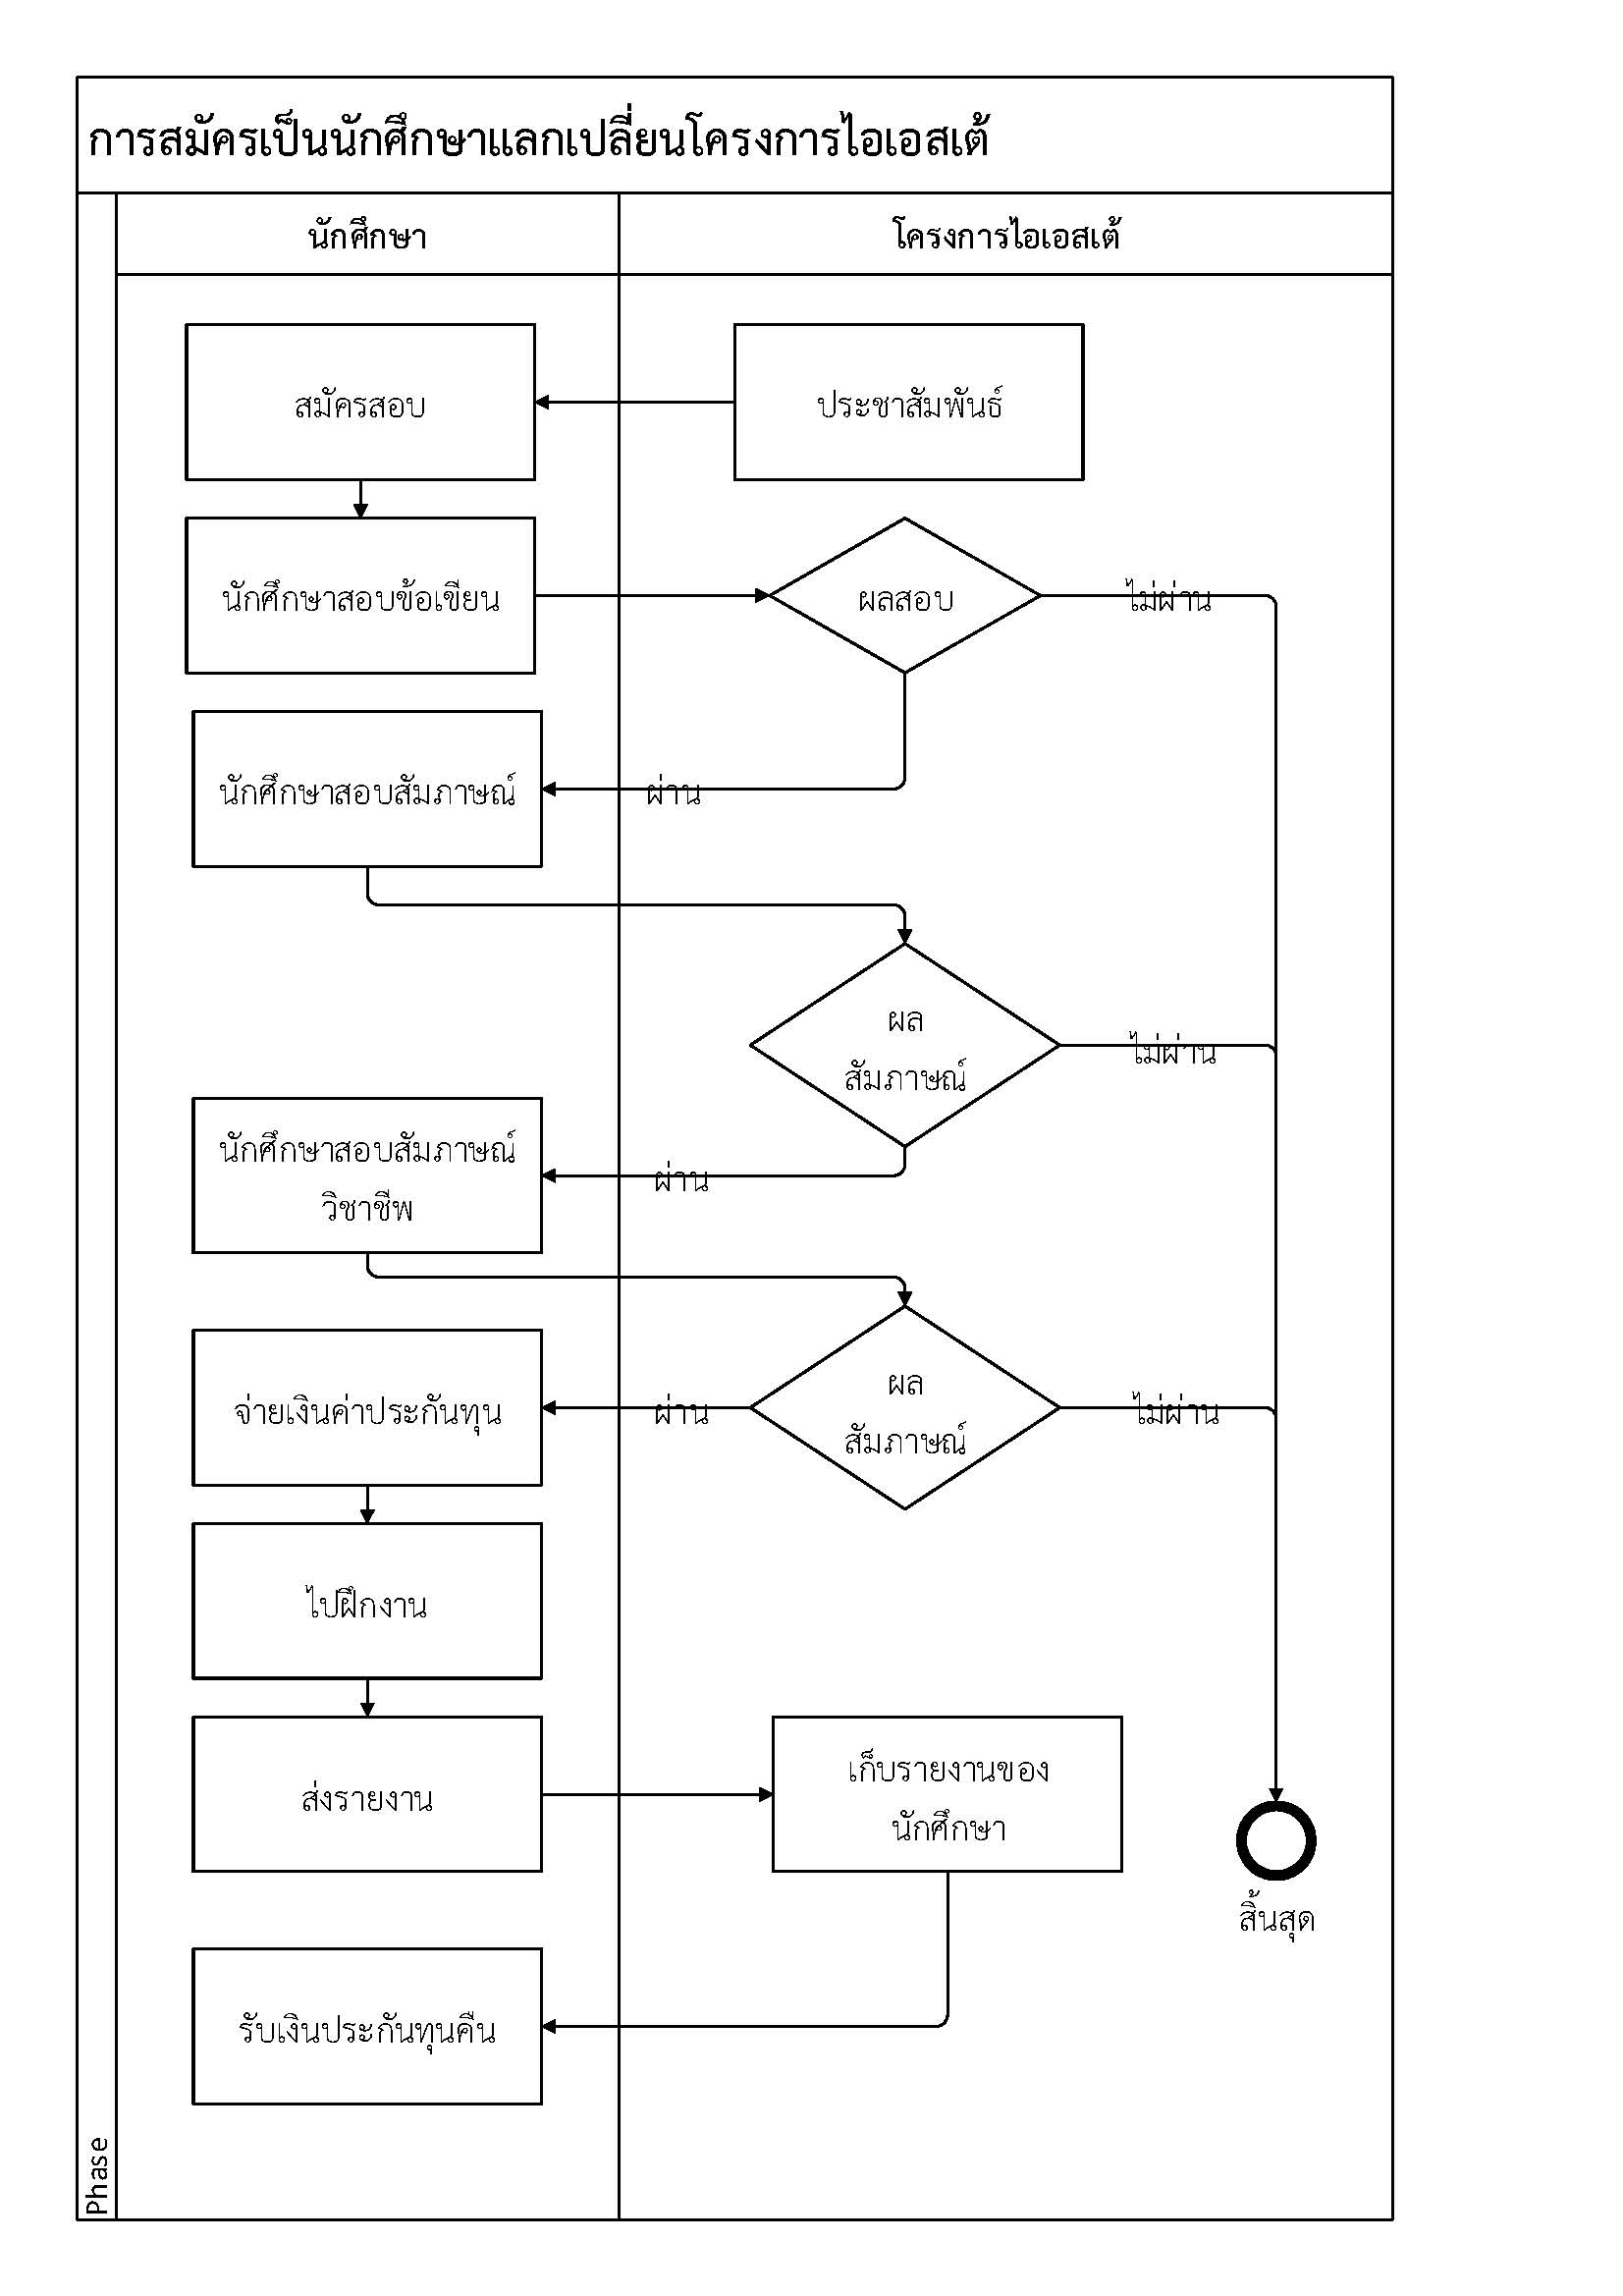 การสมัครเป็นนักศึกษาแลกเปลี่ยนโครงการไอเอสเต้
นักศึกษา
โครงการไอเอสเต้
สมัครสอบ
ประชาสัมพันธ์
นักศึกษาสอบข้อเขียน
ผลสอบ
ไม่ผ่าน
นักศึกษาสอบสัมภาษณ์
ผ่าน
ผล
สัมภาษณ์
ไม่ผ่าน
นักศึกษาสอบสัมภาษณ์
วิชาชีพ
ผ่าน
ผล
สัมภาษณ์
จ่ายเงินค่าประกันทุน
ผ่าน
ไม่ผ่าน
ไปฝึกงาน
ส่งรายงาน
เก็บรายงานของ
นักศึกษา
สิ้นสุด
รับเงินประกันทุนคืน
Phase